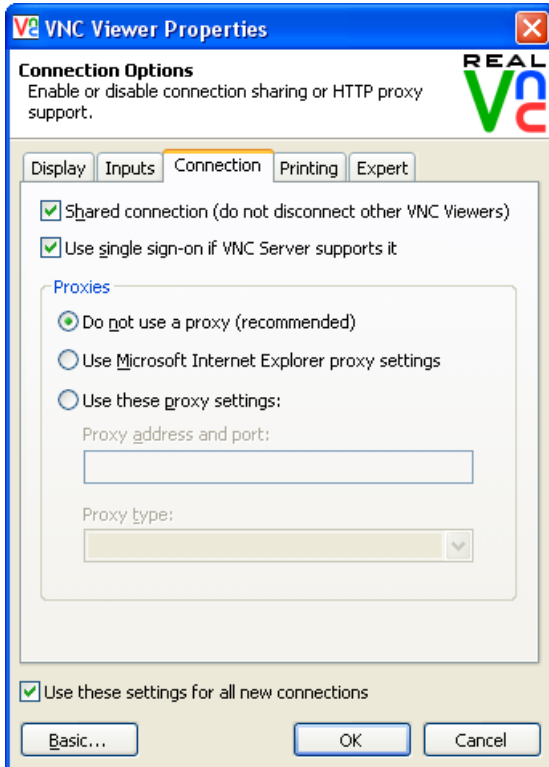 VNC Viewer Properties
Connection Options
Enable or disable connection sharing or HTTP proxy
support.
REAL
VNC
Display Inputs Connection Printing Expert
Shared connection (do not disconnect other VNC Viewers)
Use single sign-on if VNC Server supports it
Proxies
Do not use a proxy (recommended)
Use Microsoft Internet Explorer proxy settings
Use these proxy settings:
Proxy address and port:
Proxy type:
Use these settings for all new connections
Basic... OK Cancel